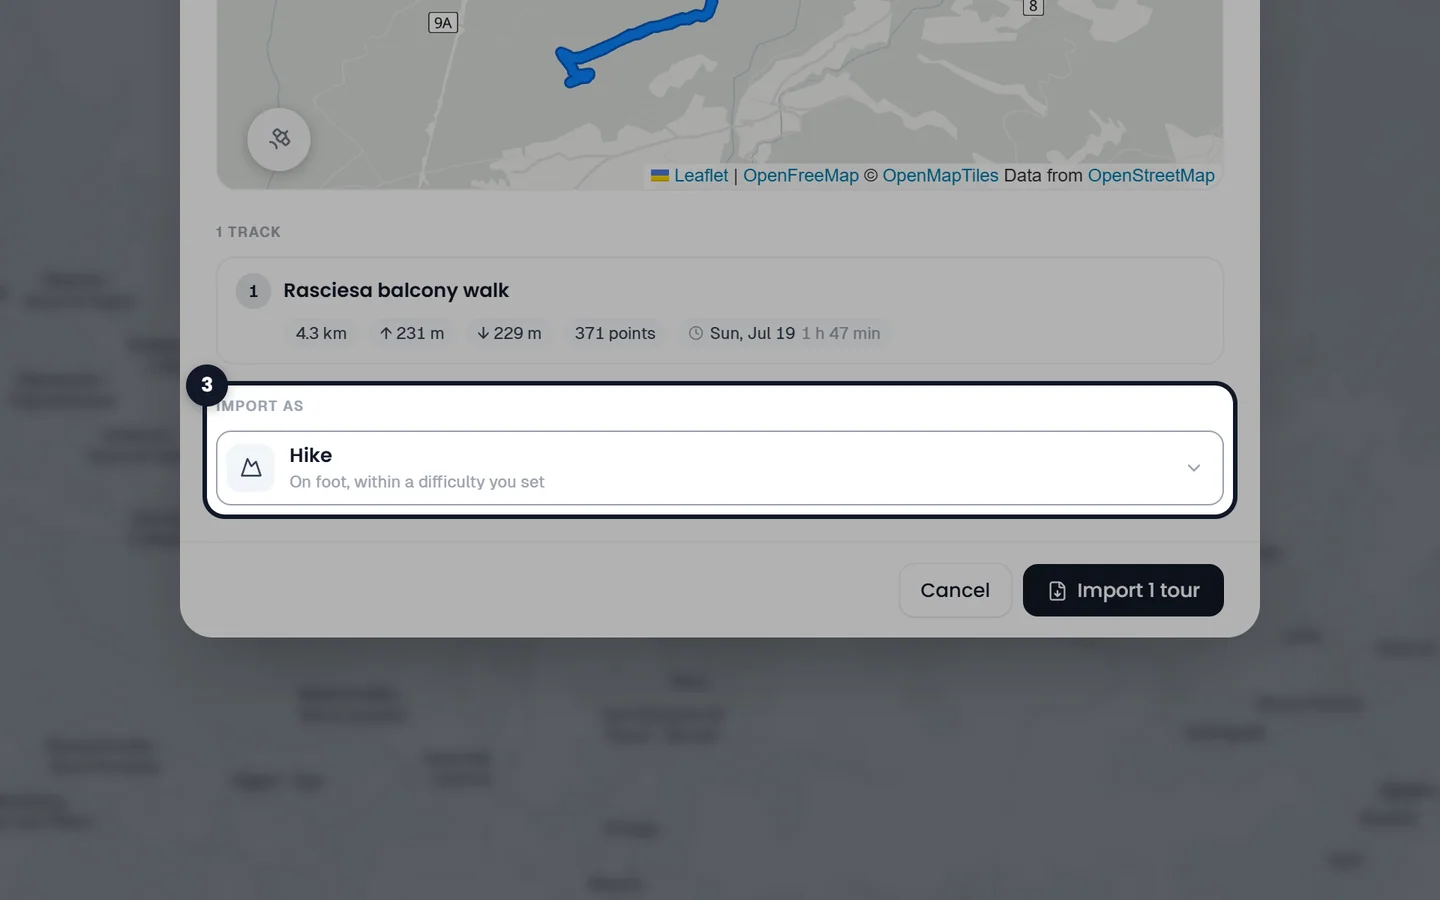 9A
8
Leaflet | OpenFreeMap © OpenMapTiles Data from OpenStreetMap
1 TRACK
1 Rasciesa balcony walk
4.3 km ↑ 231 m ↓ 229 m 371 points Sun, Jul 19 1 h 47 min
3
IMPORT AS
Hike
On foot, within a difficulty you set
Cancel Import 1 tour